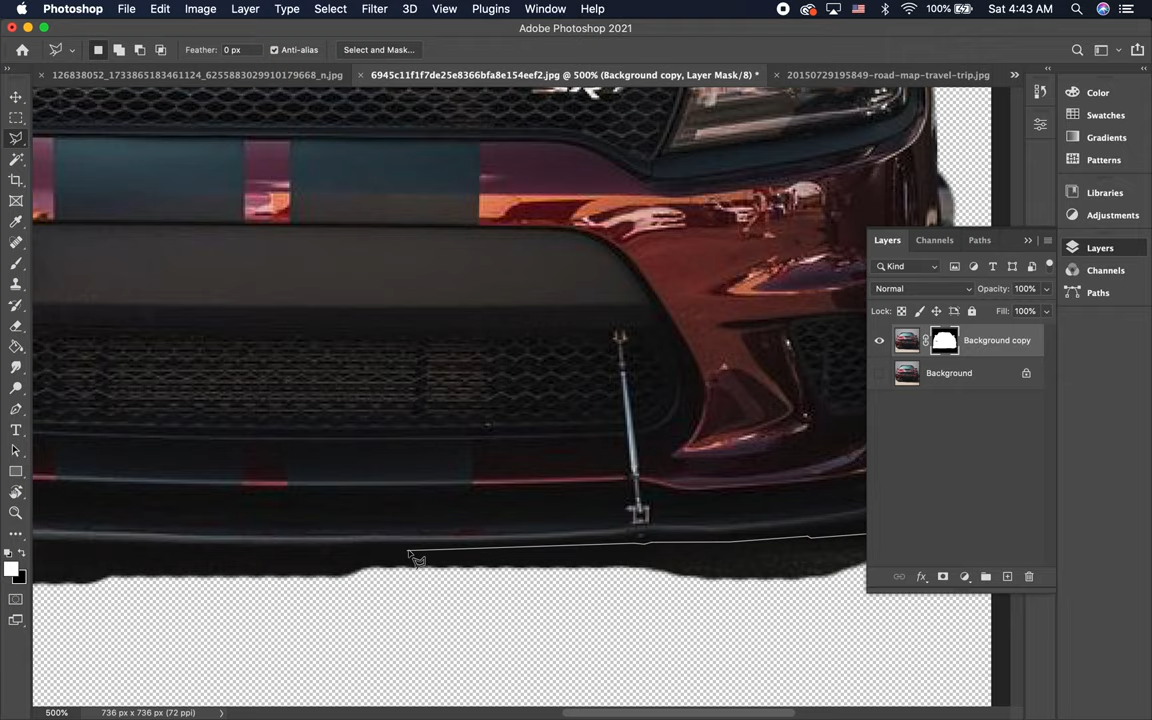 Photoshop File Edit Image Layer Type Select Filter 3D View Plugins Window Help 100% Sat 4:43 AM
Adobe Photoshop 2021
Feather: 0 px Anti-alias Select and Mask...
126838052_1733865183461124_6255883029910179668_n.jpg
6945c11f1f7de25e8366bfa8e154eef2.jpg @ 500% (Background copy, Layer Mask/8) *
20150729195849-road-map-travel-trip.jpg
Color
Swatches
Gradients
Patterns
Libraries
Adjustments
Layers
Channels
Paths
Layers Channels Paths
Kind
Normal Opacity: 100%
Lock: Fill: 100%
Background copy
Background
fx
500% 736 px x 736 px (72 ppi)